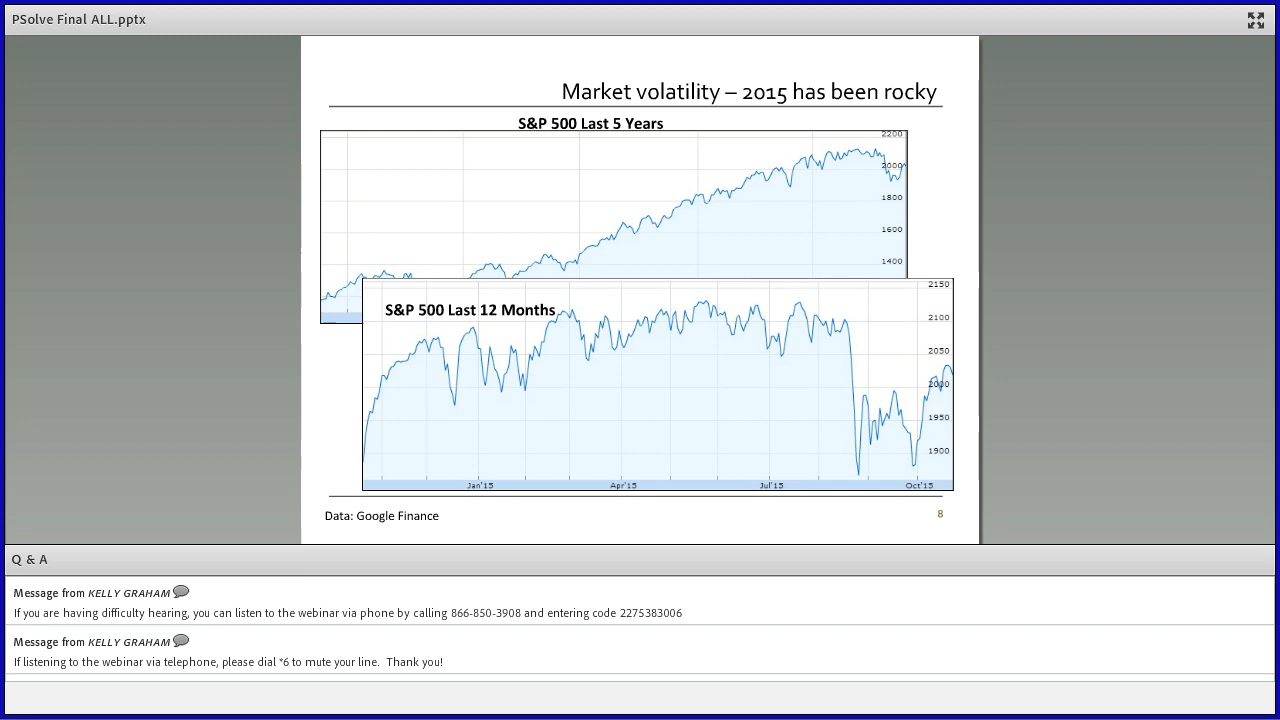 PSolve Final ALL.pptx
Market volatility – 2015 has been rocky
S&P 500 Last 5 Years
2200
2000
1800
1600
1400
S&P 500 Last 12 Months
2150
2100
2050
2000
1950
1900
Jan'15 Apr'15 Jul'15 Oct'15
Data: Google Finance
8
Q & A
Message from KELLY GRAHAM
If you are having difficulty hearing, you can listen to the webinar via phone by calling 866-850-3908 and entering code 2275383006
Message from KELLY GRAHAM
If listening to the webinar via telephone, please dial *6 to mute your line.  Thank you!